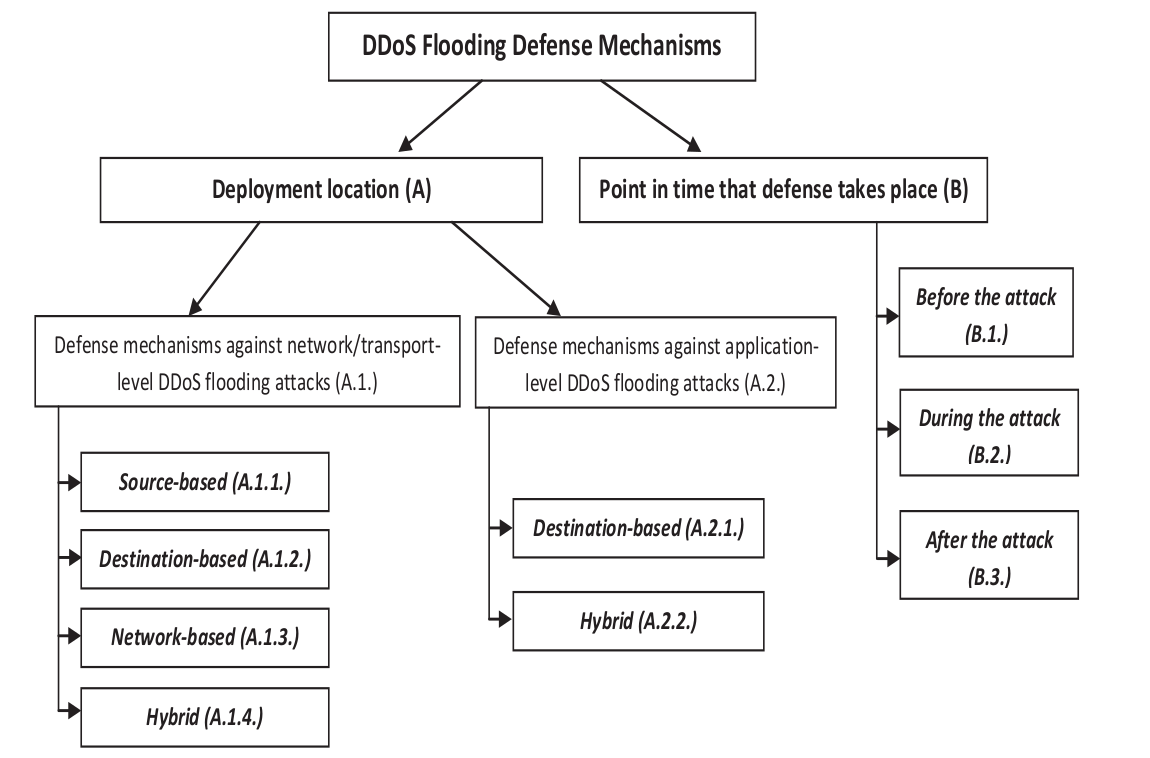 DDoS Flooding Defense Mechanisms
Deployment location (A)
Point in time that defense takes place (B)
Defense mechanisms against network/transport-
level DDoS flooding attacks (A.1.)
Defense mechanisms against application-
level DDoS flooding attacks (A.2.)
Before the attack
(B.1.)
During the attack
(B.2.)
After the attack
(B.3.)
Source-based (A.1.1.)
Destination-based (A.1.2.)
Network-based (A.1.3.)
Hybrid (A.1.4.)
Destination-based (A.2.1.)
Hybrid (A.2.2.)